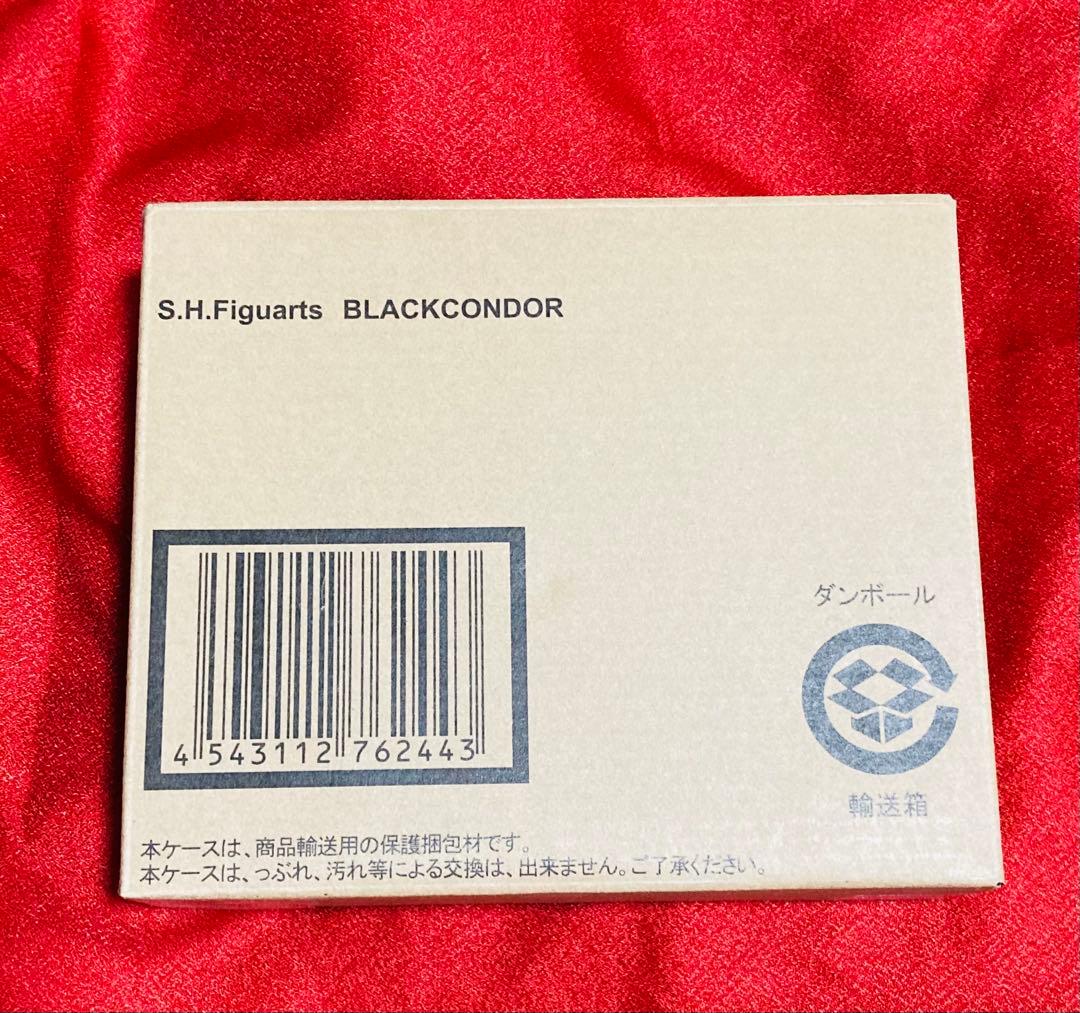 S.H.Figuarts BLACKCONDOR
ダンボール
4 543112 762443
輸送箱
本ケースは、商品輸送用の保護捆包材です。
本ケースは、つぶれ、汚れ等による交換は、出来ません。ご了承ください。